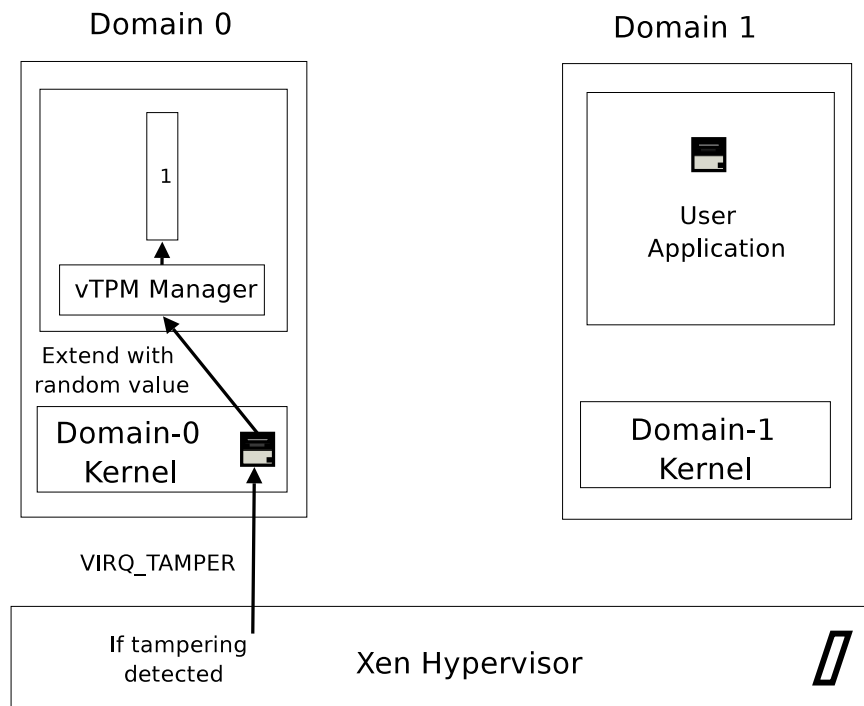 Domain 0
Domain 1
1
vTPM Manager
User
Application
Extend with
random value
Domain-0
Kernel
Domain-1
Kernel
VIRQ_TAMPER
If tampering
detected
Xen Hypervisor